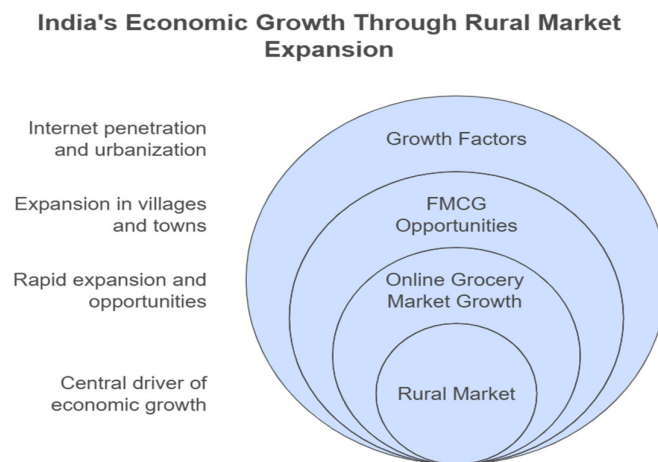 India's Economic Growth Through Rural Market
Expansion
Internet penetration
and urbanization
Growth Factors
Expansion in villages
and towns
FMCG
Opportunities
Rapid expansion and
opportunities
Online Grocery
Market Growth
Central driver of
economic growth
Rural Market